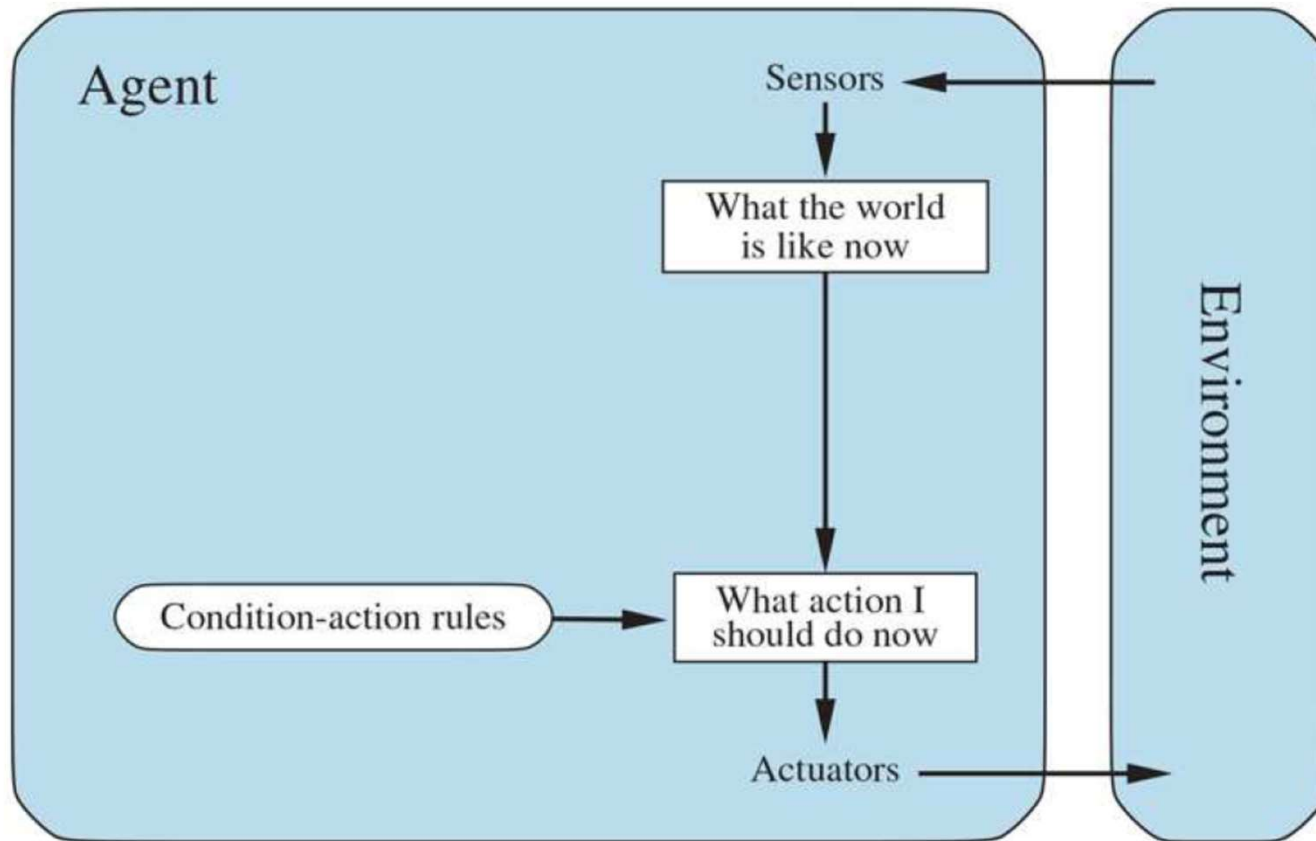 Agent
Sensors
What the world
is like now
Environment
Condition-action rules
What action I
should do now
Actuators